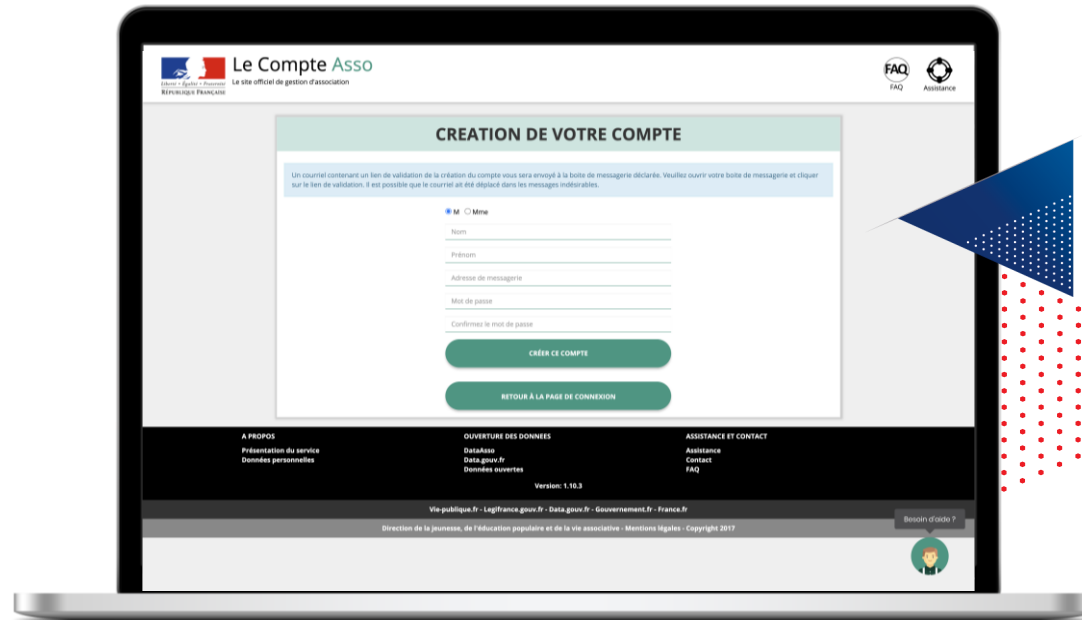 Le Compte Asso
Le site officiel de gestion d'association
Liberté • Égalité • Fraternité
RÉPUBLIQUE FRANÇAISE
FAQ
FAQ
Assistance
CREATION DE VOTRE COMPTE
Un courriel contenant un lien de validation de la création du compte vous sera envoyé à la boite de messagerie déclarée. Veuillez ouvrir votre boite de messagerie et cliquer
sur le lien de validation. Il est possible que le courriel ait été déplacé dans les messages indésirables.
M Mme
Nom
Prénom
Adresse de messagerie
Mot de passe
Confirmez le mot de passe
CRÉER CE COMPTE
RETOUR À LA PAGE DE CONNEXION
A PROPOS
Présentation du service
Données personnelles
OUVERTURE DES DONNEES
DataAsso
Data.gouv.fr
Données ouvertes
ASSISTANCE ET CONTACT
Assistance
Contact
FAQ
Version: 1.10.3
Vie-publique.fr - Legifrance.gouv.fr - Data.gouv.fr - Gouvernement.fr - France.fr
Direction de la jeunesse, de l'éducation populaire et de la vie associative - Mentions légales - Copyright 2017
Besoin d'aide ?